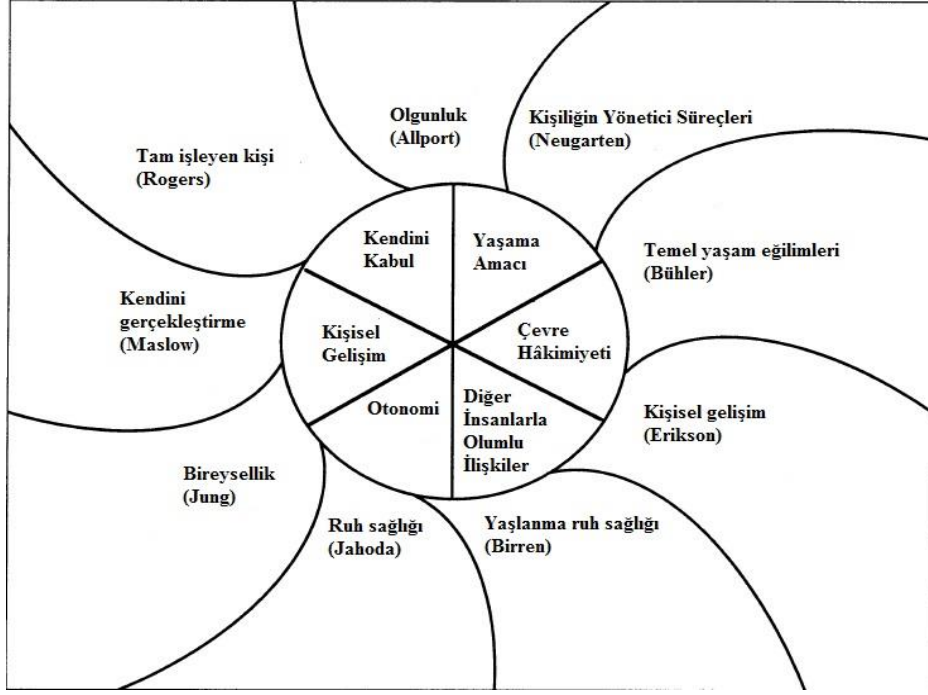 Olgunluk
(Allport)
Kişiliğin Yönetici Süreçleri
(Neugarten)
Tam işleyen kişi
(Rogers)
Temel yaşam eğilimleri
(Bühler)
Kendini
gerçekleştirme
(Maslow)
Kişisel gelişim
(Erikson)
Bireysellik
(Jung)
Ruh sağlığı
(Jahoda)
Yaşlanma ruh sağlığı
(Birren)
Kendini
Kabul
Yaşama
Amacı
Kişisel
Gelişim
Çevre
Hâkimiyeti
Otonomi
Diğer
İnsanlarla
Olumlu
İlişkiler